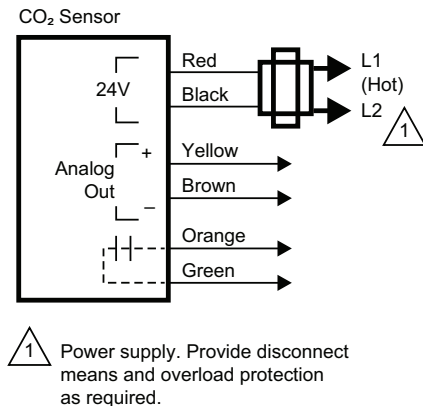 CO₂ Sensor
Red
24V
Black
L1
(Hot)
L2
1
+
Yellow
Analog
Out
Brown
–
Orange
Green
1
Power supply. Provide disconnect
means and overload protection
as required.